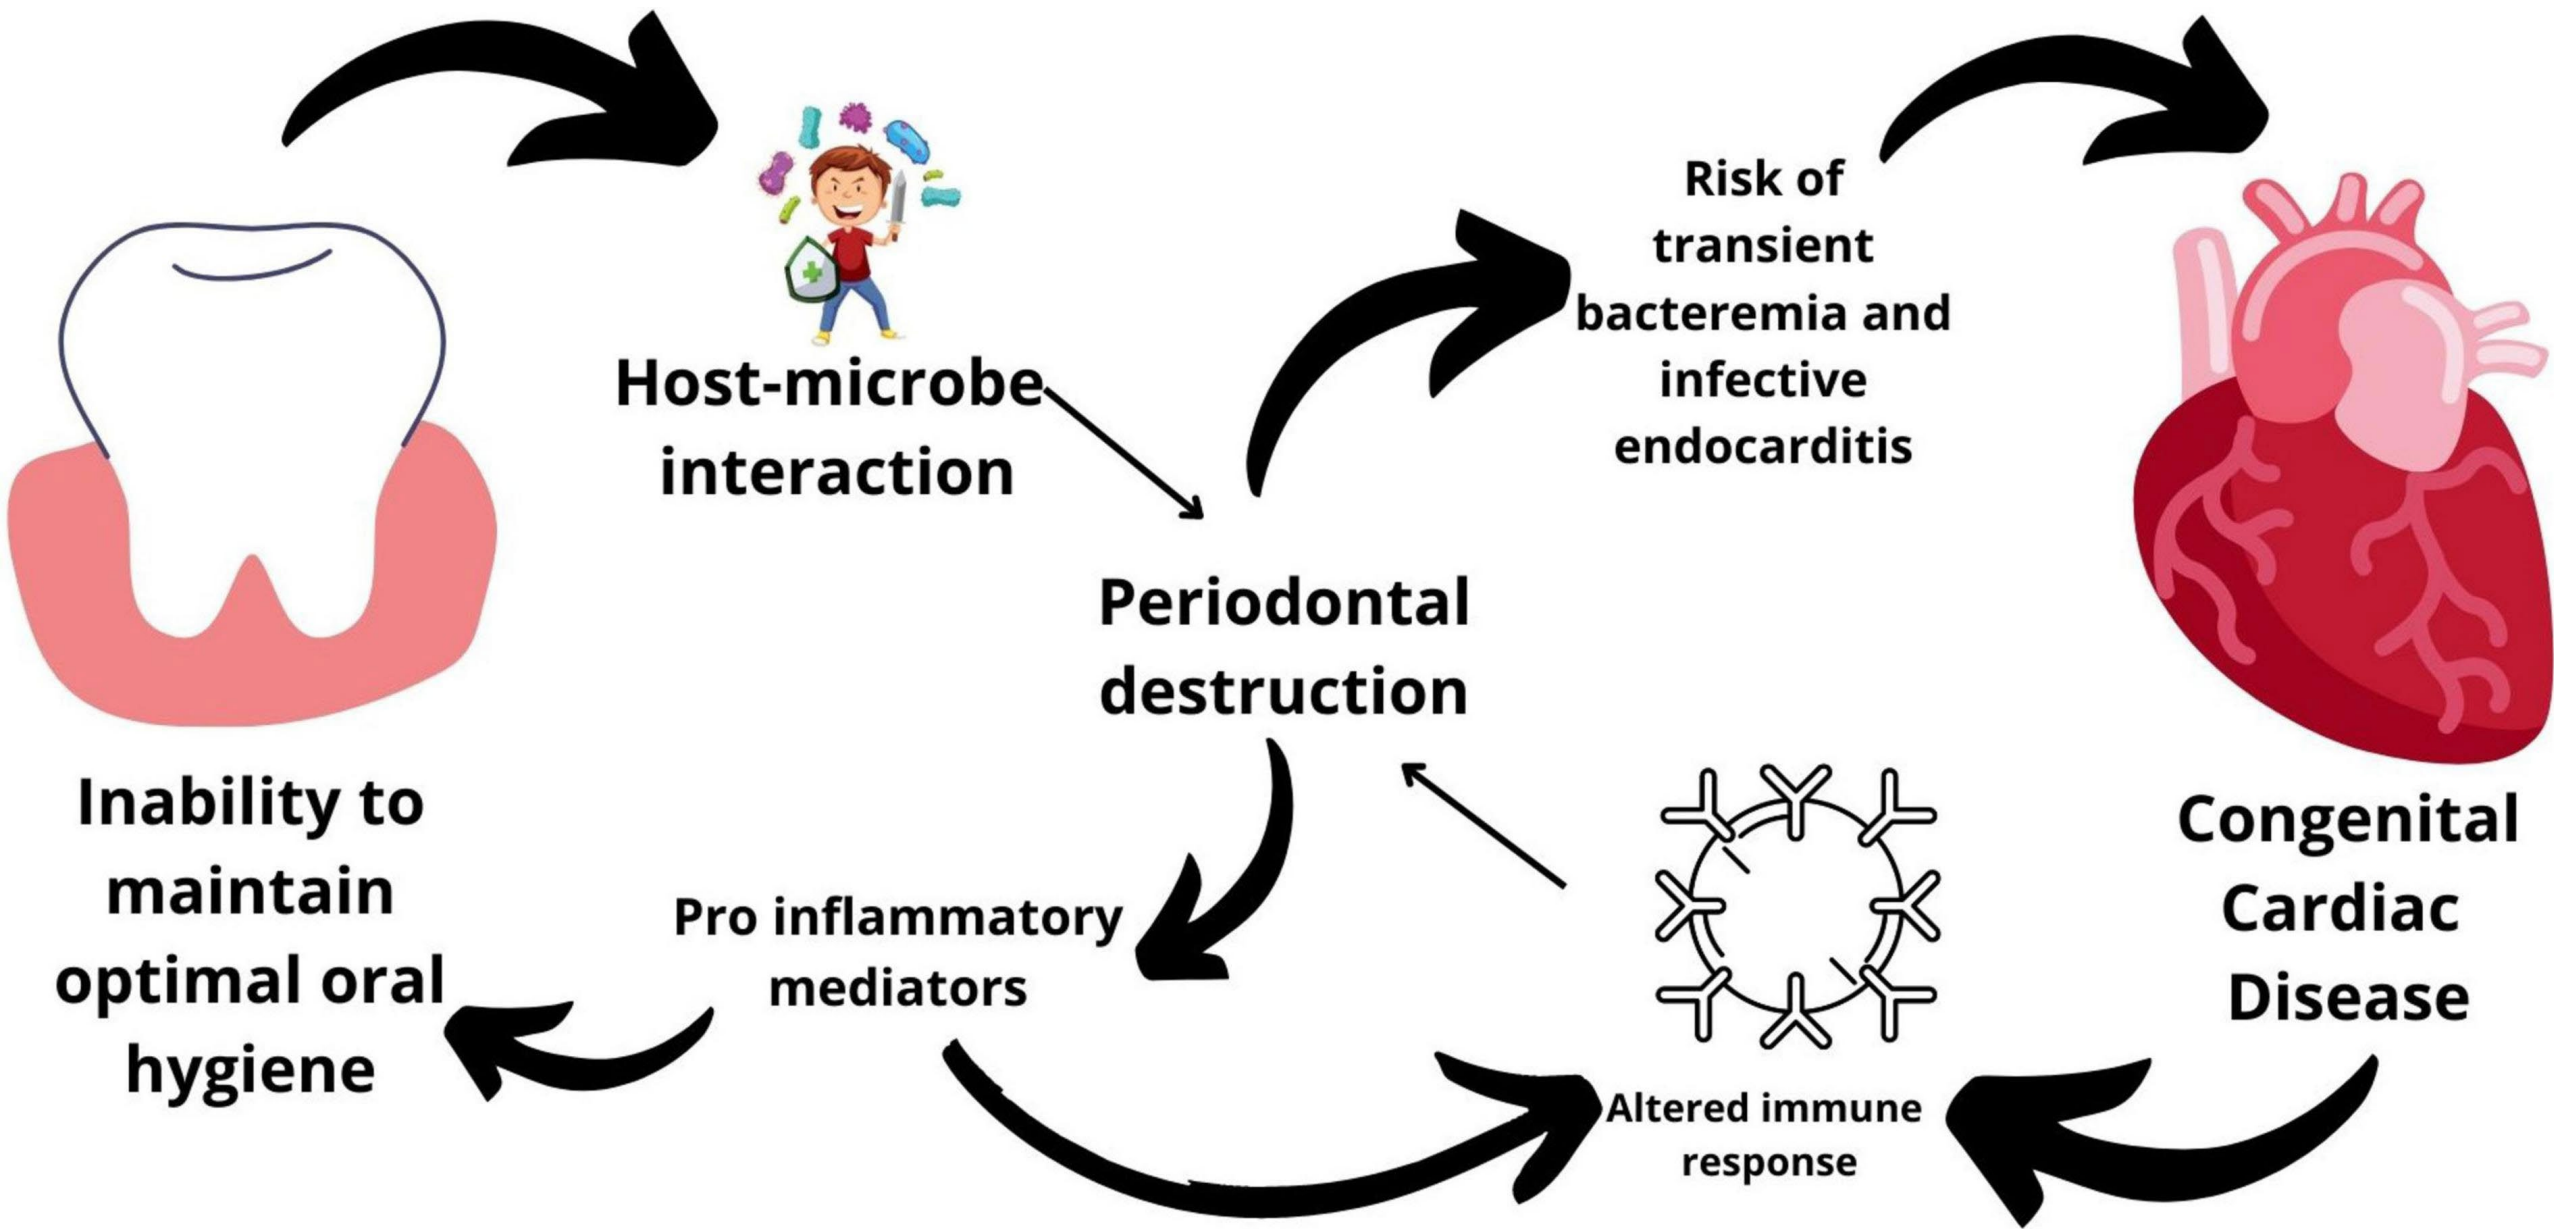 Host-microbe
interaction
Risk of
transient
bacteremia and
infective
endocarditis
Periodontal
destruction
Inability to
maintain
optimal oral
hygiene
Pro inflammatory
mediators
Altered immune
response
Congenital
Cardiac
Disease